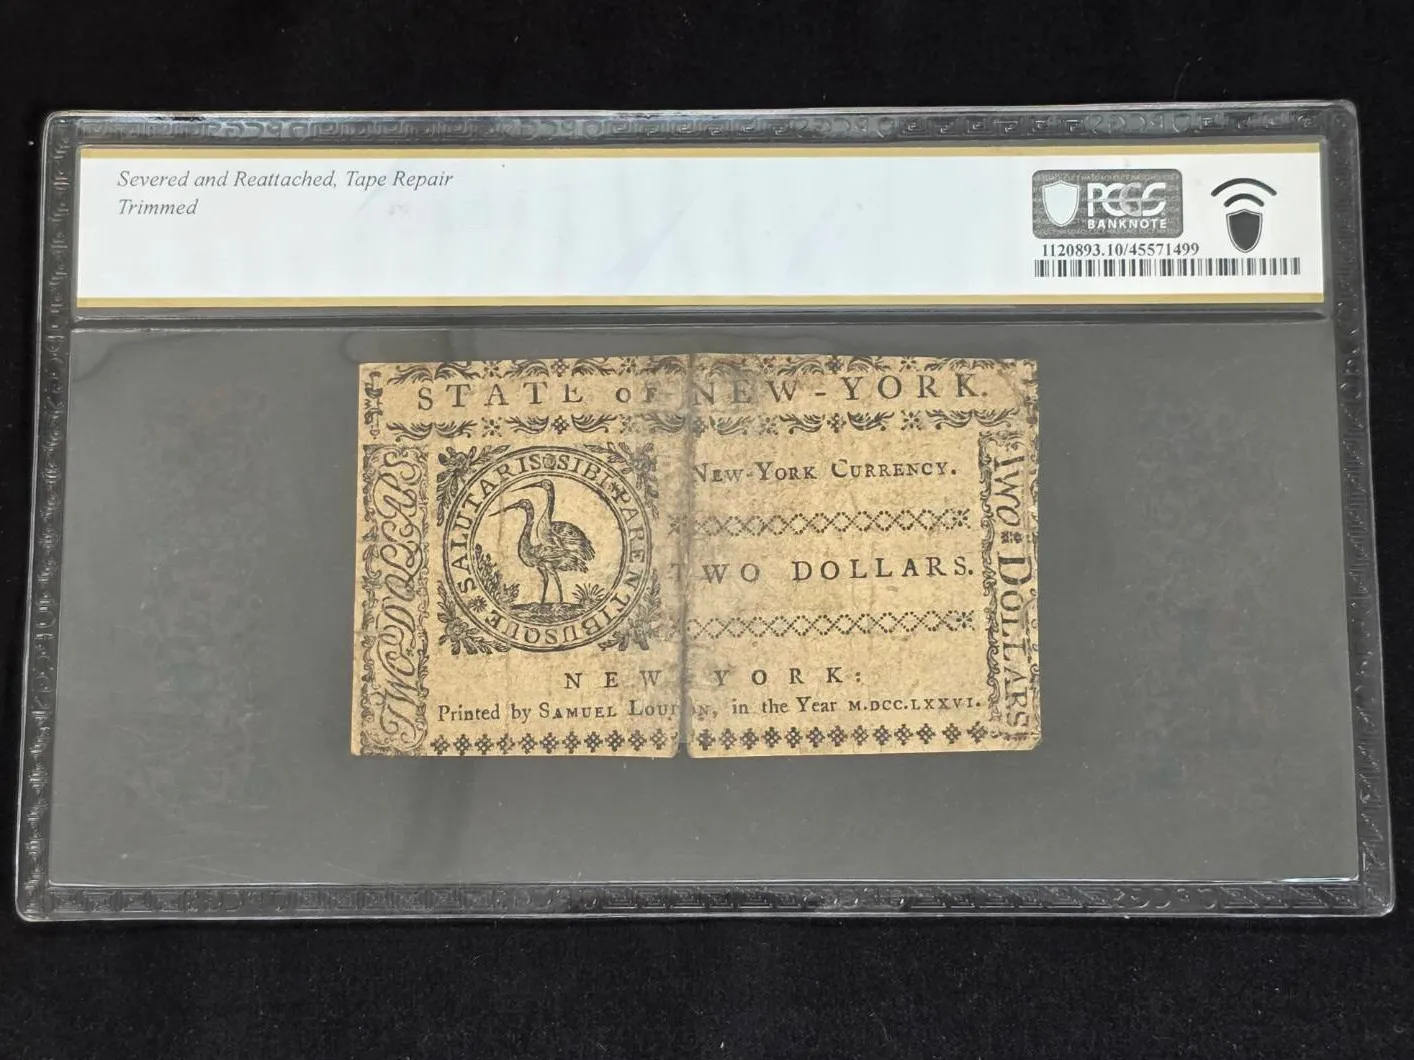 Severed and Reattached, Tape Repair
Trimmed
PCGS
BANKNOTE
1120893.10/45571499
STATE OF NEW-YORK.
TWO DOLLARS
SALUTARIS SIBI PARENTIBUSQUE
NEW-YORK CURRENCY.
TWO DOLLARS.
TWO DOLLARS
NEW YORK:
Printed by SAMUEL LOUDON, in the Year M.DCC.LXXVI.